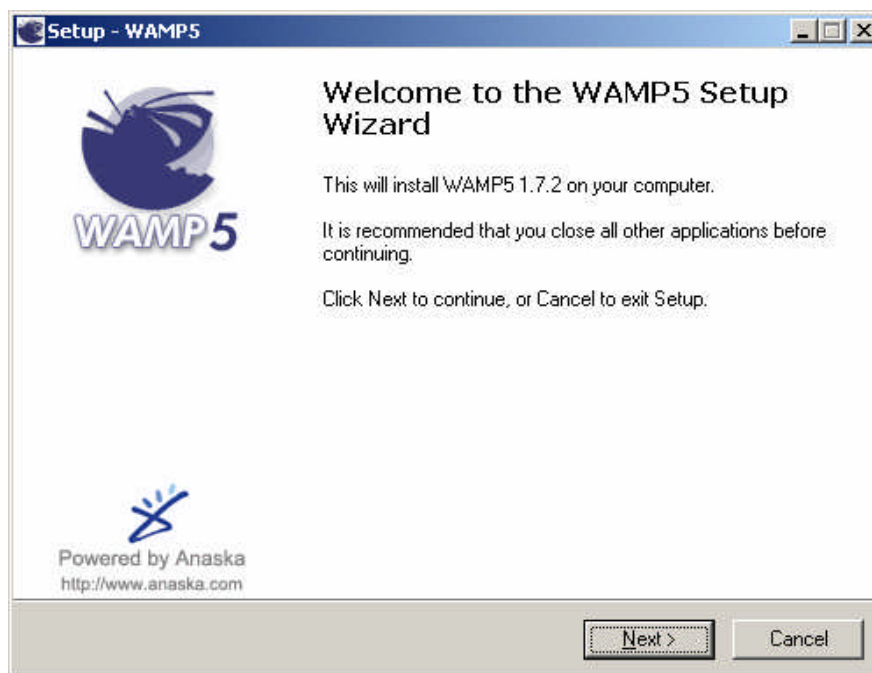 Setup - WAMP5
Welcome to the WAMP5 Setup
Wizard
This will install WAMP5 1.7.2 on your computer.
It is recommended that you close all other applications before
continuing.
Click Next to continue, or Cancel to exit Setup.
WAMP5
Powered by Anaska
http://www.anaska.com
Next >
Cancel